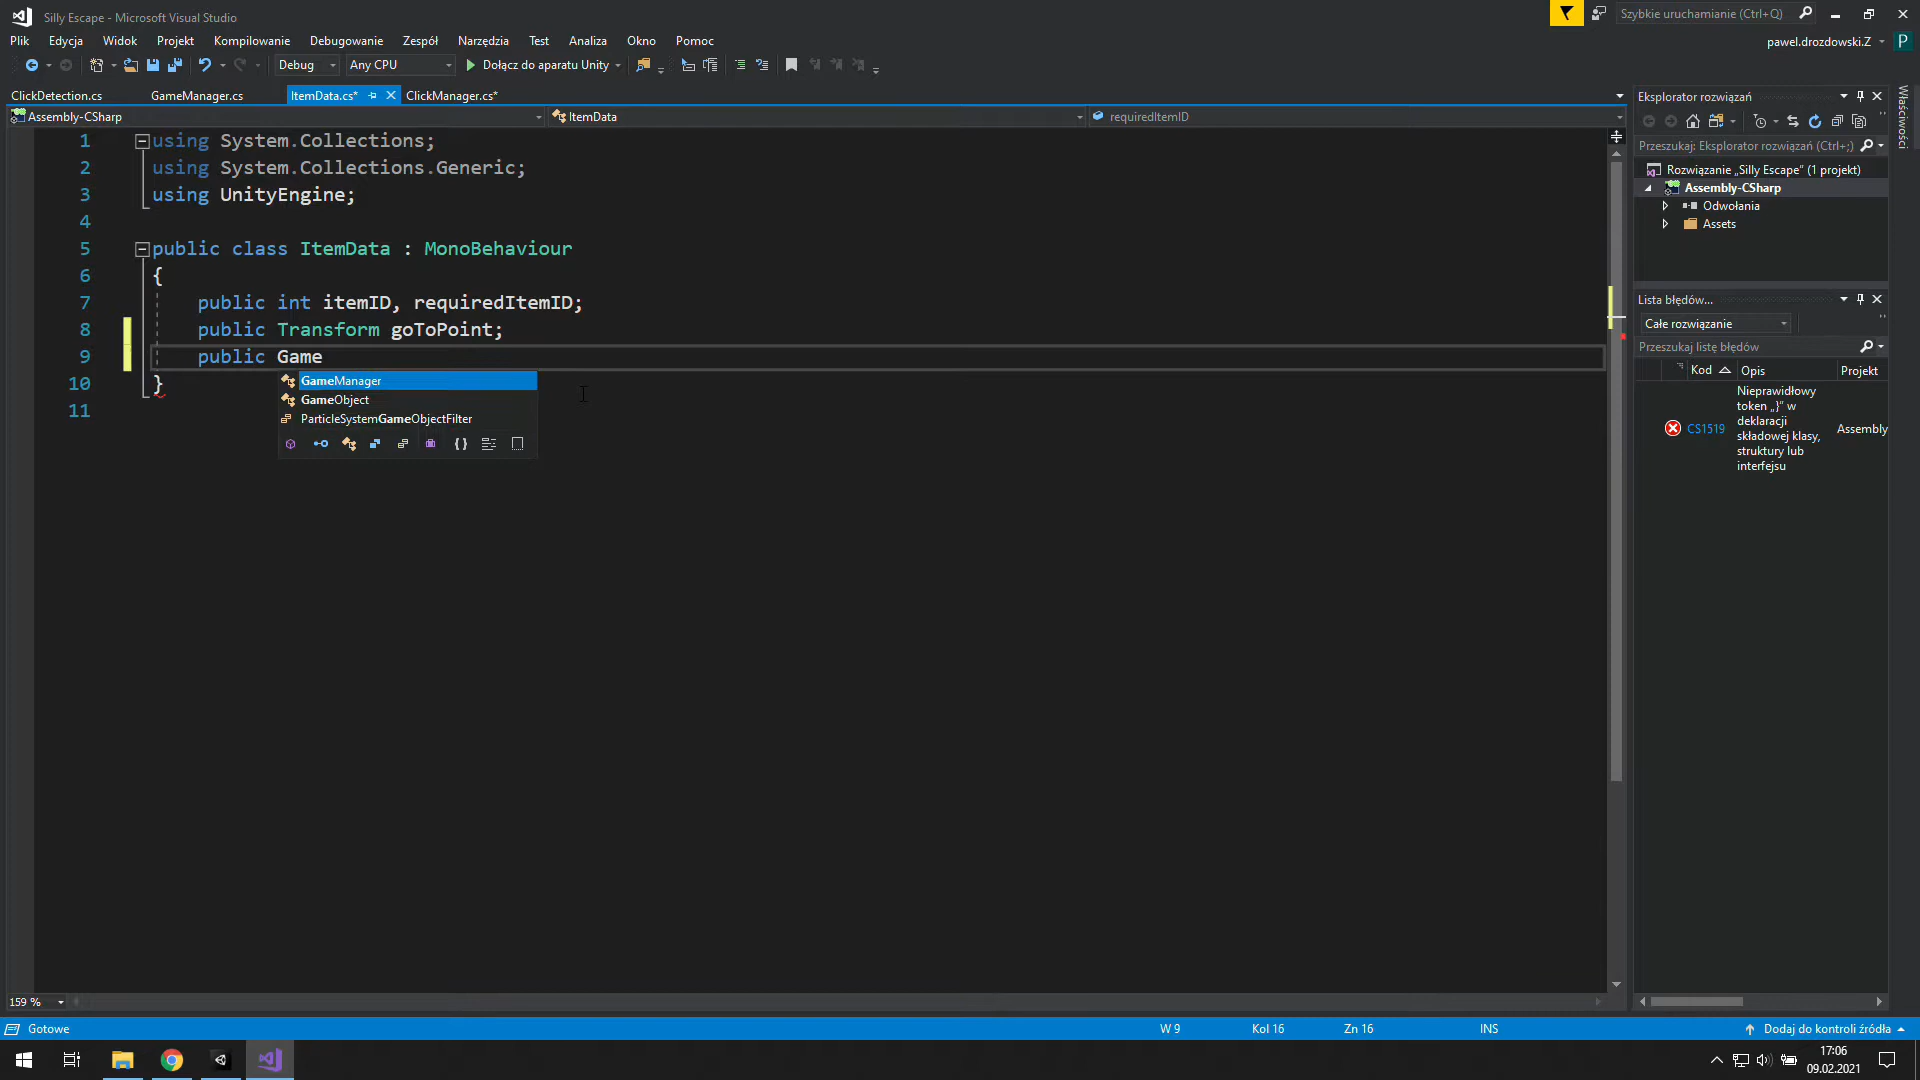 Silly Escape - Microsoft Visual Studio
Szybkie uruchamianie (Ctrl+Q)
Plik Edycja Widok Projekt Kompilowanie Debugowanie Zespół Narzędzia Test Analiza Okno Pomoc
pawel.drozdowski.Z P
Debug Any CPU Dołącz do aparatu Unity
ClickDetection.cs GameManager.cs ItemData.cs* ClickManager.cs*
Assembly-CSharp ItemData requiredItemID
1 using System.Collections;
2 using System.Collections.Generic;
3 using UnityEngine;
4
5 public class ItemData : MonoBehaviour
6 {
7 public int itemID, requiredItemID;
8 public Transform goToPoint;
9 public Game
10 }
11
GameManager
GameObject
ParticleSystemGameObjectFilter
Eksplorator rozwiązań
Przeszukaj: Eksplorator rozwiązań (Ctrl+;)
Rozwiązanie „Silly Escape” (1 projekt)
Assembly-CSharp
Odwołania
Assets
Właściwości
Lista błędów...
Całe rozwiązanie
Przeszukaj listę błędów
Kod Opis Projekt
CS1519
Nieprawidłowy
token „}” w
deklaracji
składowej klasy,
struktury lub
interfejsu
Assembly
159 %
Gotowe W 9 Kol 16 Zn 16 INS Dodaj do kontroli źródła
17:06
09.02.2021